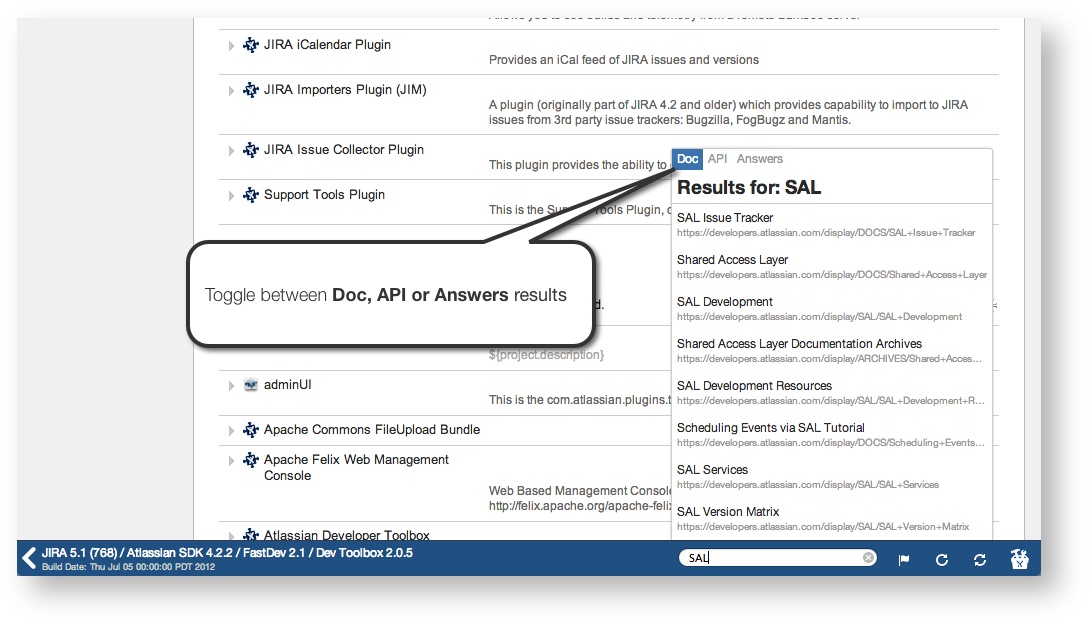 JIRA iCalendar Plugin
Provides an iCal feed of JIRA issues and versions
JIRA Importers Plugin (JIM)
A plugin (originally part of JIRA 4.2 and older) which provides capability to import to JIRA
issues from 3rd party issue trackers: Bugzilla, FogBugz and Mantis.
JIRA Issue Collector Plugin
This plugin provides the ability to
Support Tools Plugin
This is the Tools Plugin,
Toggle between Doc, API or Answers results
d.
${project.description}
adminUI
This is the com.atlassian.plugins.t
Apache Commons FileUpload Bundle
Apache Felix Web Management
Console
Web Based Management Console
http://felix.apache.org/apache-feli
Atlassian Developer Toolbox
Doc API Answers
Results for: SAL
SAL Issue Tracker
https://developers.atlassian.com/display/DOCS/SAL+Issue+Tracker
Shared Access Layer
https://developers.atlassian.com/display/DOCS/Shared+Access+Layer
SAL Development
https://developers.atlassian.com/display/SAL/SAL+Development
Shared Access Layer Documentation Archives
https://developers.atlassian.com/display/ARCHIVES/Shared+Acces...
SAL Development Resources
https://developers.atlassian.com/display/SAL/SAL+Development+R...
Scheduling Events via SAL Tutorial
https://developers.atlassian.com/display/DOCS/Scheduling+Events...
SAL Services
https://developers.atlassian.com/display/SAL/SAL+Services
SAL Version Matrix
https://developers.atlassian.com/display/SAL/SAL+Version+Matrix
JIRA 5.1 (768) / Atlassian SDK 4.2.2 / FastDev 2.1 / Dev Toolbox 2.0.5
Build Date: Thu Jul 05 00:00:00 PDT 2012
SAL